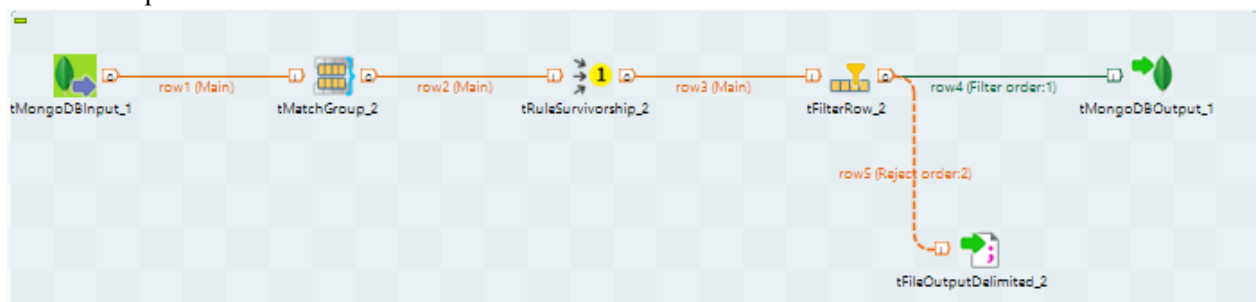 row1 (Main)
row2 (Main)
1
row3 (Main)
row4 (Filter order:1)
tMongoDBInput_1
tMatchGroup_2
tRuleSurvivorship_2
tFilterRow_2
tMongoDBOutput_1
row5 (Reject order:2)
tFileOutputDelimited_2